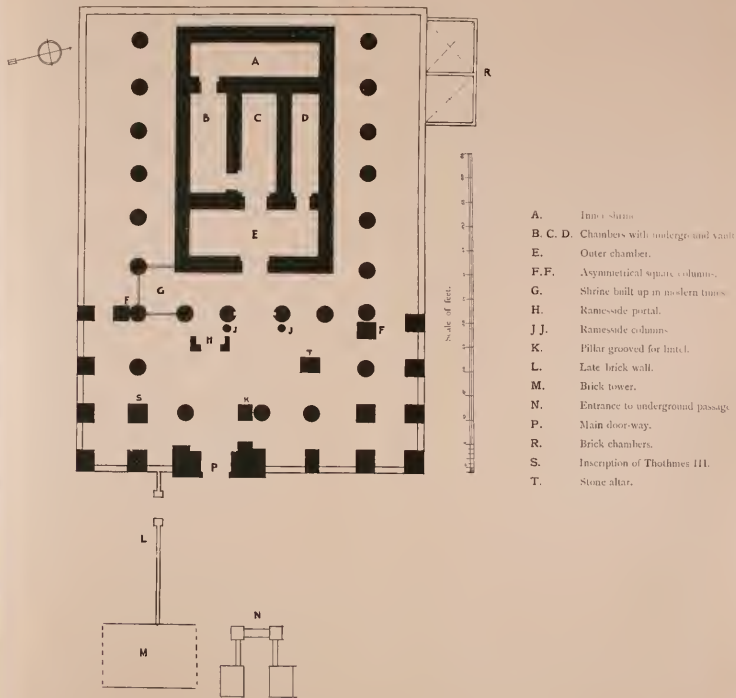 A
B
C
D
E
R
G
F
J
J
F
H
T
S
K
P
L
N
M
Scale of feet.
A. Inner shrine
B. C. D. Chambers with underground vault
E. Outer chamber.
F.F. Asymmetrical square columns.
G. Shrine built up in modern times
H. Ramesside portal.
J J. Ramesside columns
K. Pillar grooved for lintel.
L. Late brick wall.
M. Brick tower.
N. Entrance to underground passage
P. Main door-way.
R. Brick chambers.
S. Inscription of Thothmes III.
T. Stone altar.